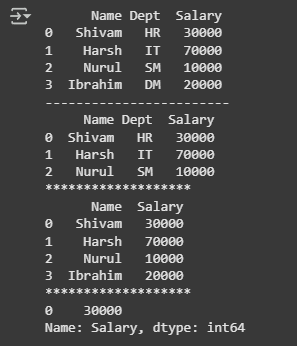 Name Dept  Salary
0   Shivam   HR   30000
1    Harsh   IT   70000
2    Nurul   SM   10000
3  Ibrahim   DM   20000
------------------------
     Name Dept  Salary
0  Shivam   HR   30000
1   Harsh   IT   70000
2   Nurul   SM   10000
*******************
      Name  Salary
0   Shivam   30000
1    Harsh   70000
2    Nurul   10000
3  Ibrahim   20000
*******************
0    30000
Name: Salary, dtype: int64